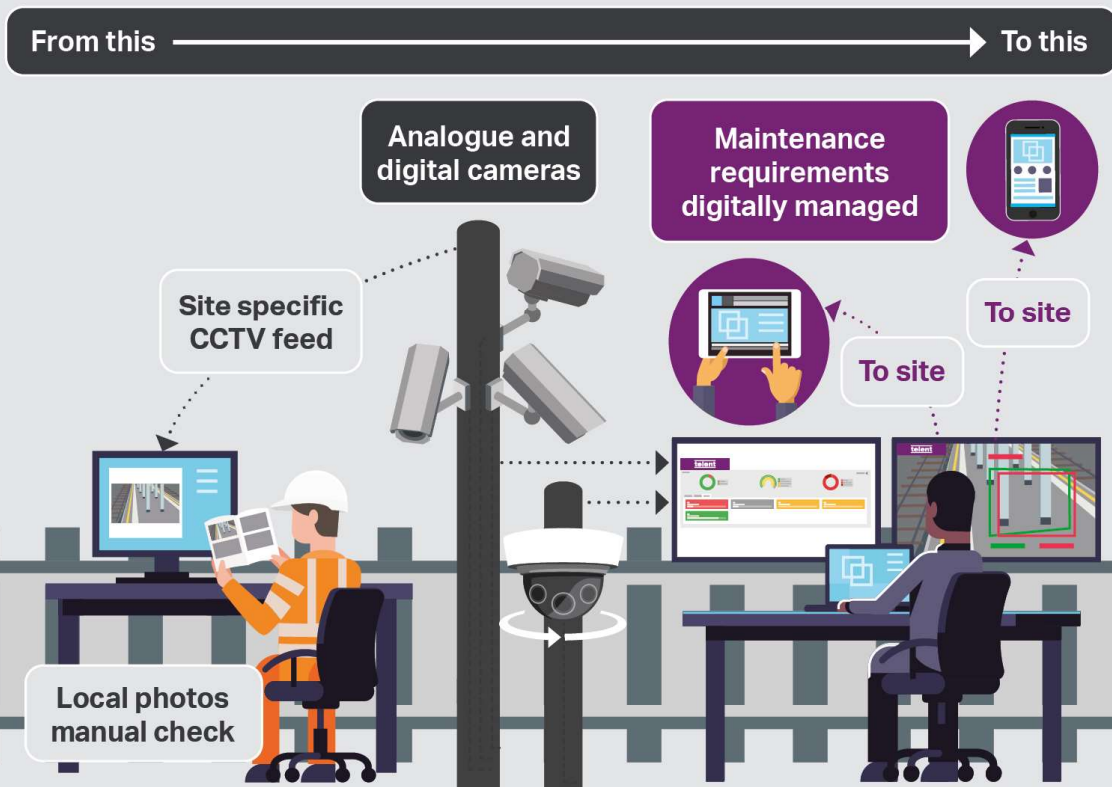 From this
To this
Analogue and
digital cameras
Maintenance
requirements
digitally managed
Site specific
CCTV feed
To site
To site
telent
telent
Local photos
manual check